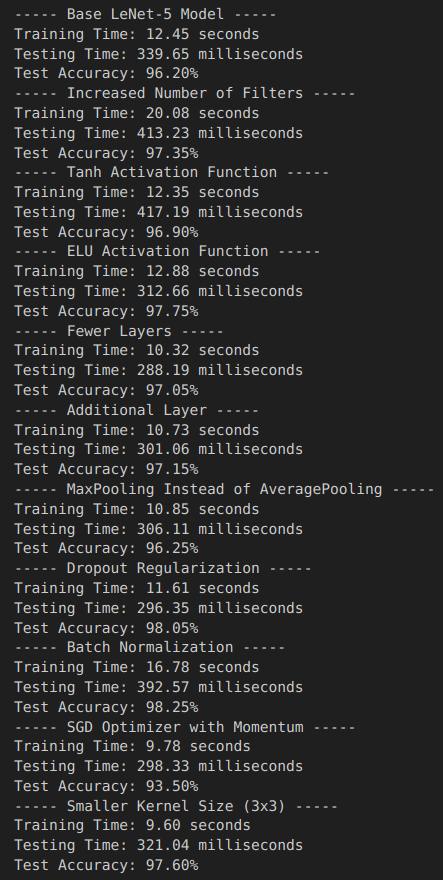 ----- Base LeNet-5 Model -----
Training Time: 12.45 seconds
Testing Time: 339.65 milliseconds
Test Accuracy: 96.20%
----- Increased Number of Filters -----
Training Time: 20.08 seconds
Testing Time: 413.23 milliseconds
Test Accuracy: 97.35%
----- Tanh Activation Function -----
Training Time: 12.35 seconds
Testing Time: 417.19 milliseconds
Test Accuracy: 96.90%
----- ELU Activation Function -----
Training Time: 12.88 seconds
Testing Time: 312.66 milliseconds
Test Accuracy: 97.75%
----- Fewer Layers -----
Training Time: 10.32 seconds
Testing Time: 288.19 milliseconds
Test Accuracy: 97.05%
----- Additional Layer -----
Training Time: 10.73 seconds
Testing Time: 301.06 milliseconds
Test Accuracy: 97.15%
----- MaxPooling Instead of AveragePooling -----
Training Time: 10.85 seconds
Testing Time: 306.11 milliseconds
Test Accuracy: 96.25%
----- Dropout Regularization -----
Training Time: 11.61 seconds
Testing Time: 296.35 milliseconds
Test Accuracy: 98.05%
----- Batch Normalization -----
Training Time: 16.78 seconds
Testing Time: 392.57 milliseconds
Test Accuracy: 98.25%
----- SGD Optimizer with Momentum -----
Training Time: 9.78 seconds
Testing Time: 298.33 milliseconds
Test Accuracy: 93.50%
----- Smaller Kernel Size (3x3) -----
Training Time: 9.60 seconds
Testing Time: 321.04 milliseconds
Test Accuracy: 97.60%